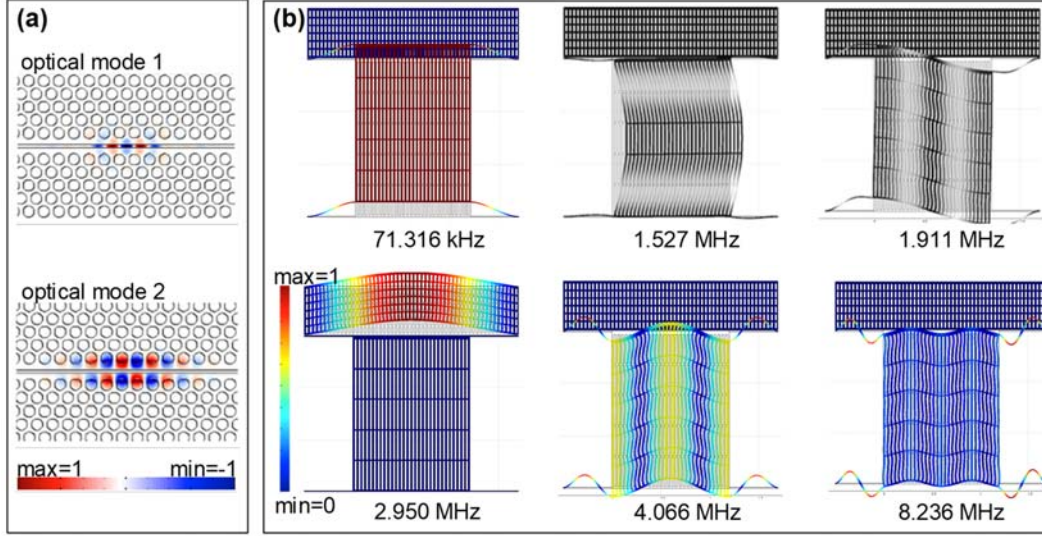 (a)
optical mode 1
optical mode 2
max=1 min=-1
(b)
71.316 kHz 1.527 MHz 1.911 MHz
max=1
min=0
2.950 MHz 4.066 MHz 8.236 MHz